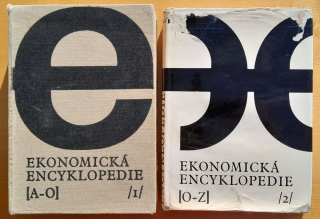 e
EKONOMICKÁ
ENCYKLOPEDIE
[A-O] /1/
EKONOMICKÁ
ENCYKLOPEDIE
[O-Z] /2/